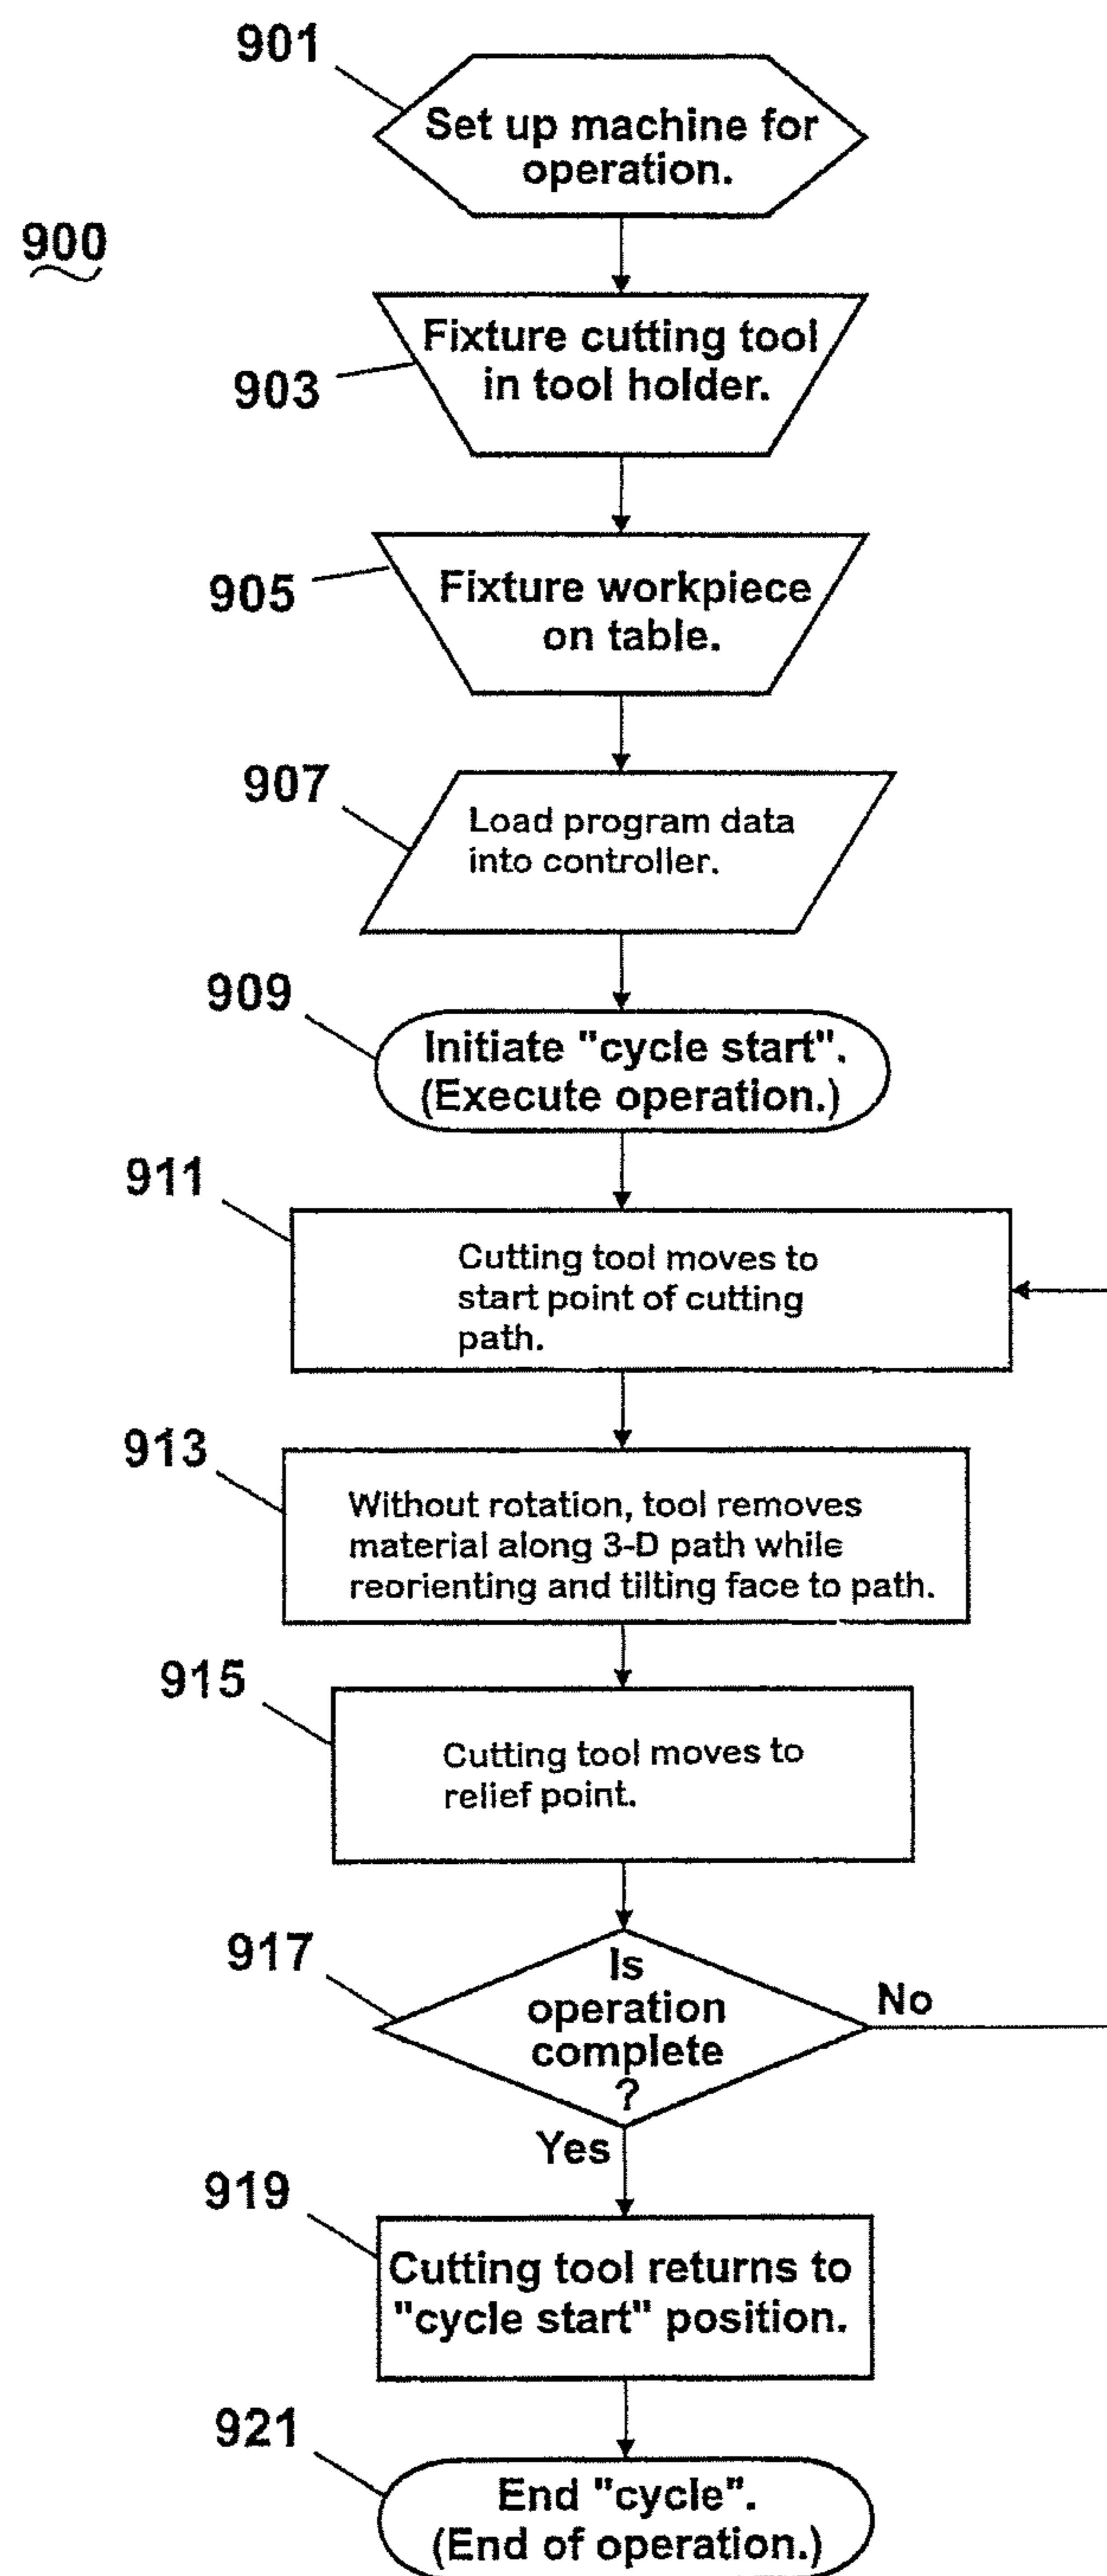 901
Set up machine for
operation.
900
Fixture cutting tool
in tool holder.
903
905
Fixture workpiece
on table.
907
Load program data
into controller.
909
Initiate "cycle start".
(Execute operation.)
911
Cutting tool moves to
start point of cutting
path.
913
Without rotation, tool removes
material along 3-D path while
reorienting and tilting face to path.
915
Cutting tool moves to
relief point.
917
Is
operation
complete
?
No
Yes
919
Cutting tool returns to
"cycle start" position.
921
End "cycle".
(End of operation.)